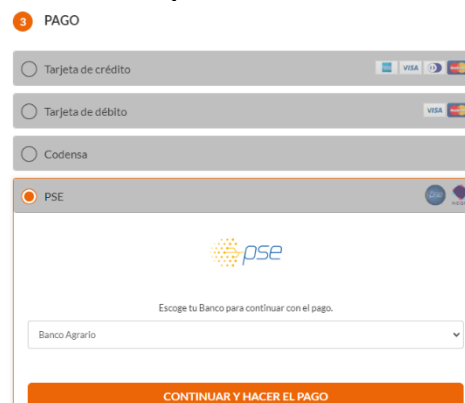 3 PAGO
Tarjeta de crédito VISA
Tarjeta de débito VISA
Codensa
PSE pse
pse
Escoge tu Banco para continuar con el pago.
Banco Agrario
CONTINUAR Y HACER EL PAGO